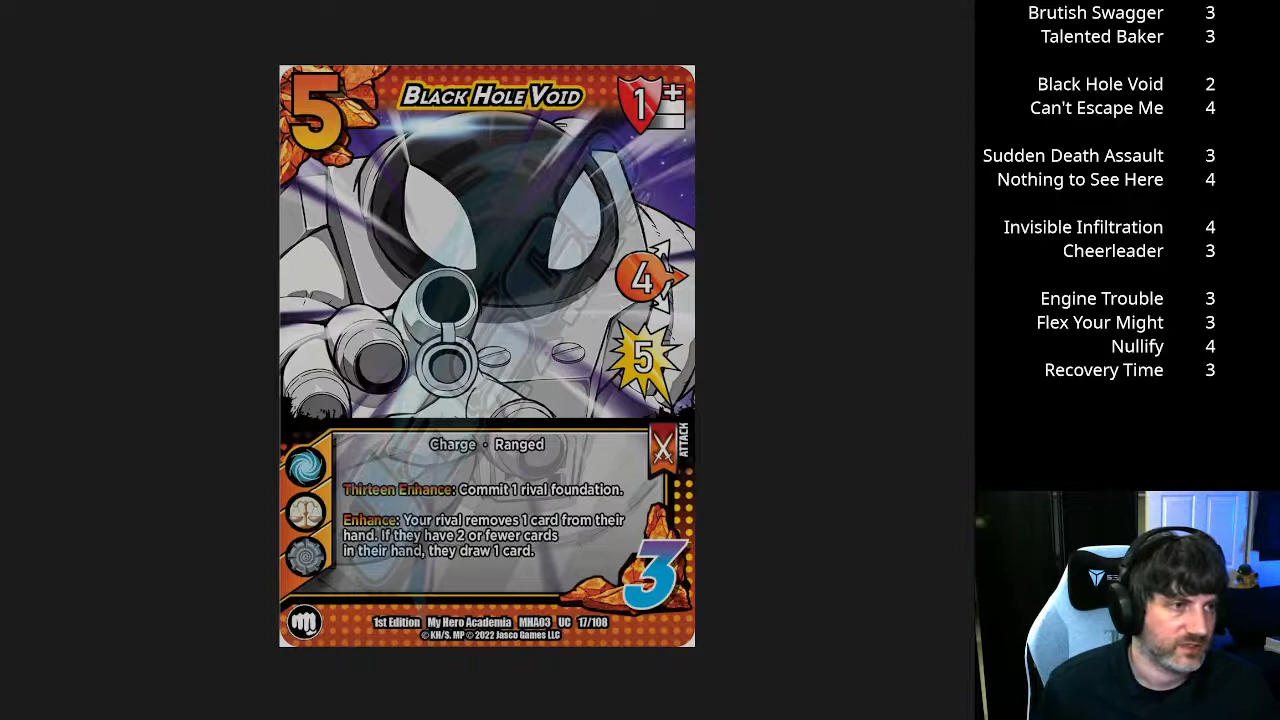 5
BLACK HOLE VOID
1 +
4
5
ATTACK
Charge · Ranged
Thirteen Enhance: Commit 1 rival foundation.
Enhance: Your rival removes 1 card from their
hand. If they have 2 or fewer cards
in their hand, they draw 1 card.
3
1st Edition My Hero Academia MHA03 UC 17/108
© KH/S. MP © 2022 Jasco Games LLC
Brutish Swagger 3
Talented Baker 3
Black Hole Void 2
Can't Escape Me 4
Sudden Death Assault 3
Nothing to See Here 4
Invisible Infiltration 4
Cheerleader 3
Engine Trouble 3
Flex Your Might 3
Nullify 4
Recovery Time 3